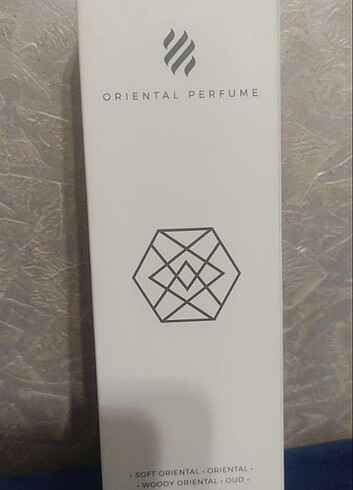 ORIENTAL PERFUME
• SOFT ORIENTAL • ORIENTAL •
• WOODY ORIENTAL • OUD •